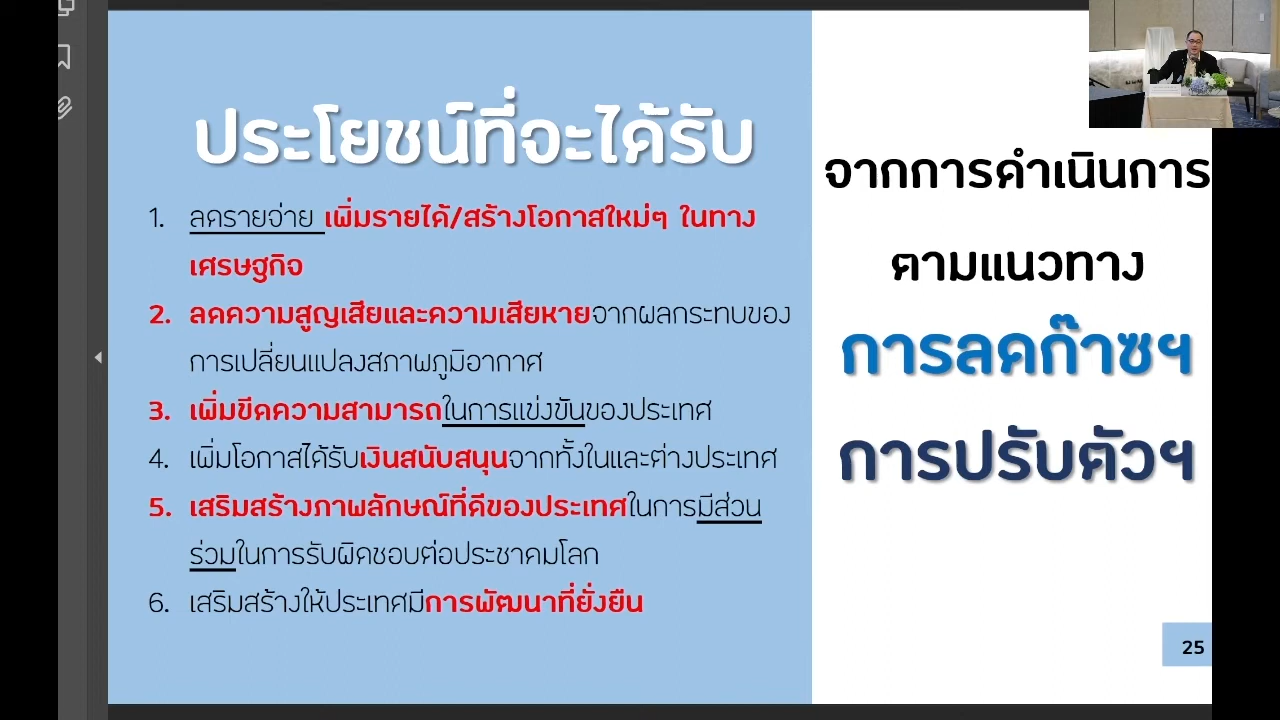 ประโยชน์ที่จะได้รับ
1. ลดรายจ่าย เพิ่มรายได้/สร้างโอกาสใหม่ๆ ในทาง
เศรษฐกิจ
2. ลดความสูญเสียและความเสียหายจากผลกระทบของ
การเปลี่ยนแปลงสภาพภูมิอากาศ
3. เพิ่มขีดความสามารถในการแข่งขันของประเทศ
4. เพิ่มโอกาสได้รับเงินสนับสนุนจากทั้งในและต่างประเทศ
5. เสริมสร้างภาพลักษณ์ที่ดีของประเทศในการมีส่วน
ร่วมในการรับผิดชอบต่อประชาคมโลก
6. เสริมสร้างให้ประเทศมีการพัฒนาที่ยั่งยืน
จากการดำเนินการ
ตามแนวทาง
การลดก๊าซฯ
การปรับตัวฯ
25